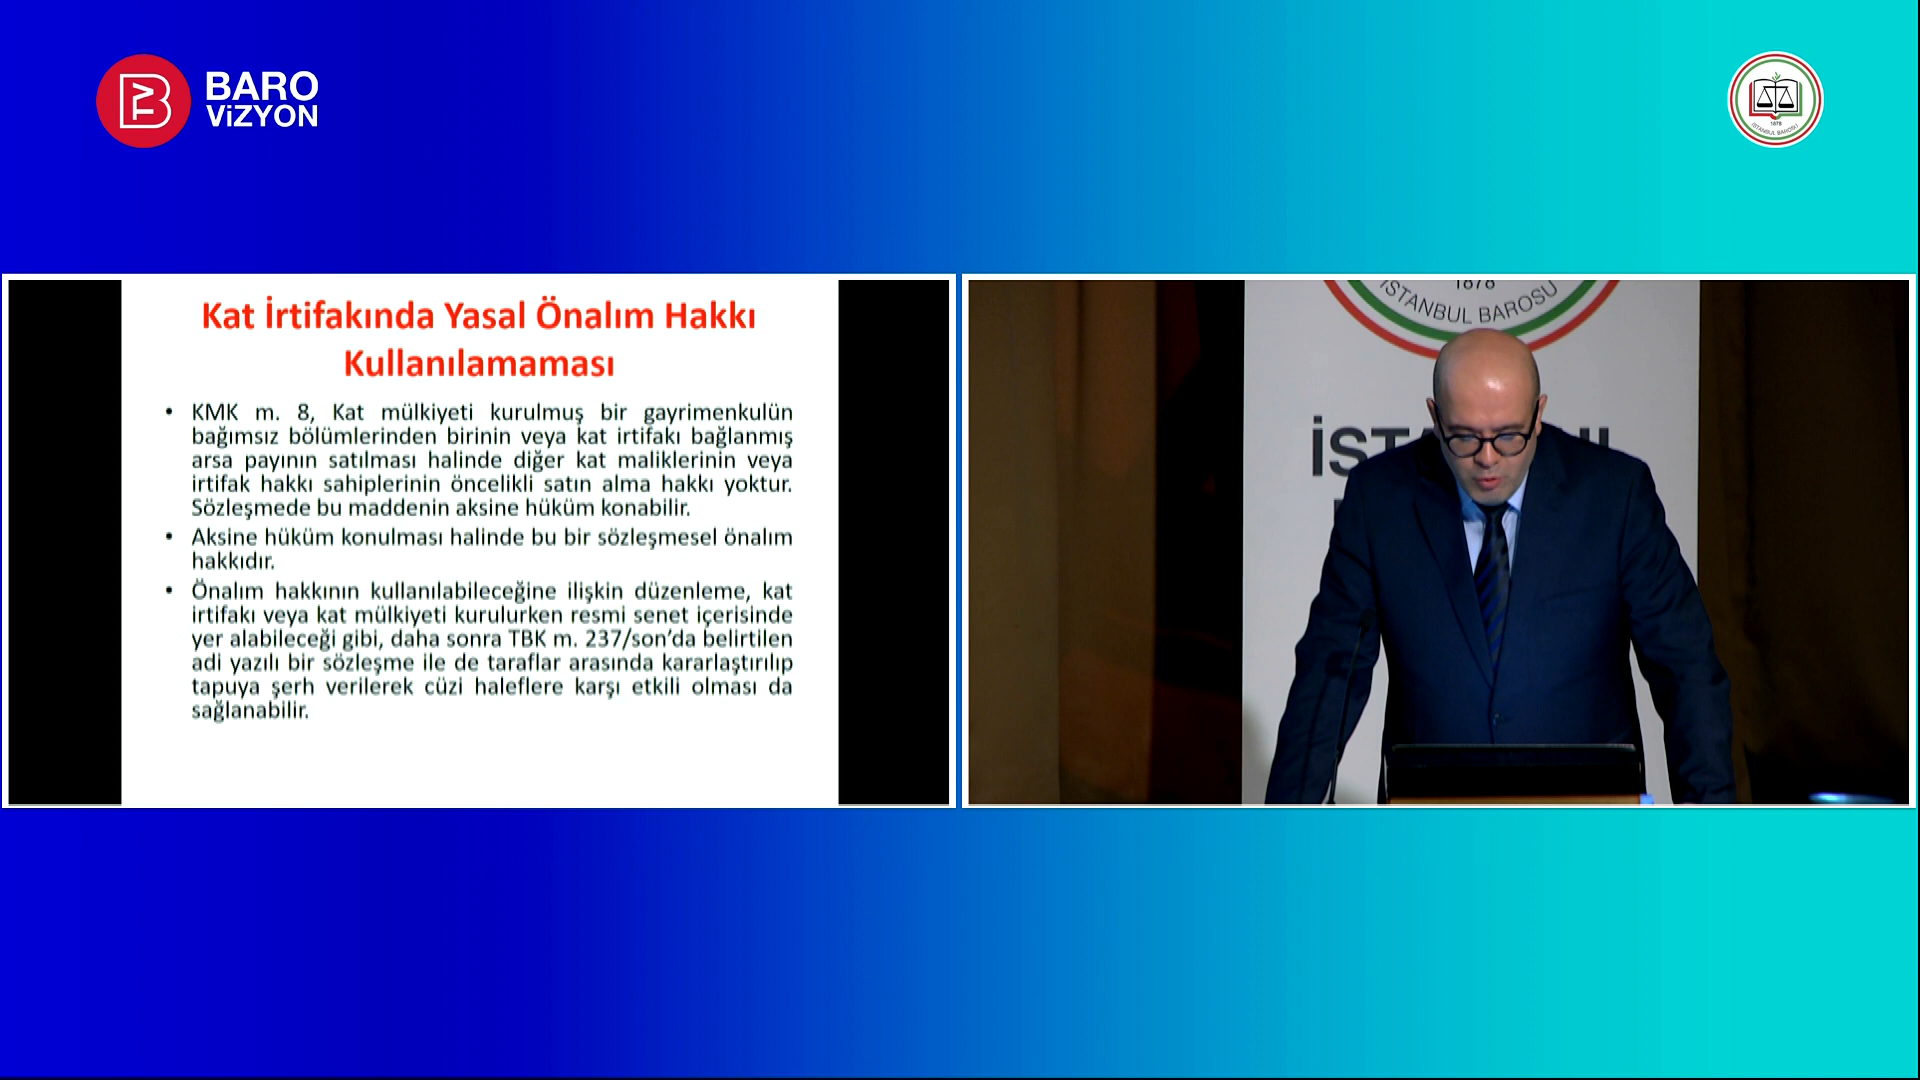 BARO
ViZYON
1878
İSTANBUL BAROSU
Kat İrtifakında Yasal Önalım Hakkı
Kullanılamaması
• KMK m. 8, Kat mülkiyeti kurulmuş bir gayrimenkulün
bağımsız bölümlerinden birinin veya kat irtifakı bağlanmış
arsa payının satılması halinde diğer kat maliklerinin veya
irtifak hakkı sahiplerinin öncelikli satın alma hakkı yoktur.
Sözleşmede bu maddenin aksine hüküm konabilir.
• Aksine hüküm konulması halinde bu bir sözleşmesel önalım
hakkıdır.
• Önalım hakkının kullanılabileceğine ilişkin düzenleme, kat
irtifakı veya kat mülkiyeti kurulurken resmi senet içerisinde
yer alabileceği gibi, daha sonra TBK m. 237/son’da belirtilen
adi yazılı bir sözleşme ile de taraflar arasında kararlaştırılıp
tapuya şerh verilerek cüzi haleflere karşı etkili olması da
sağlanabilir.
1878
İSTANBUL BAROSU